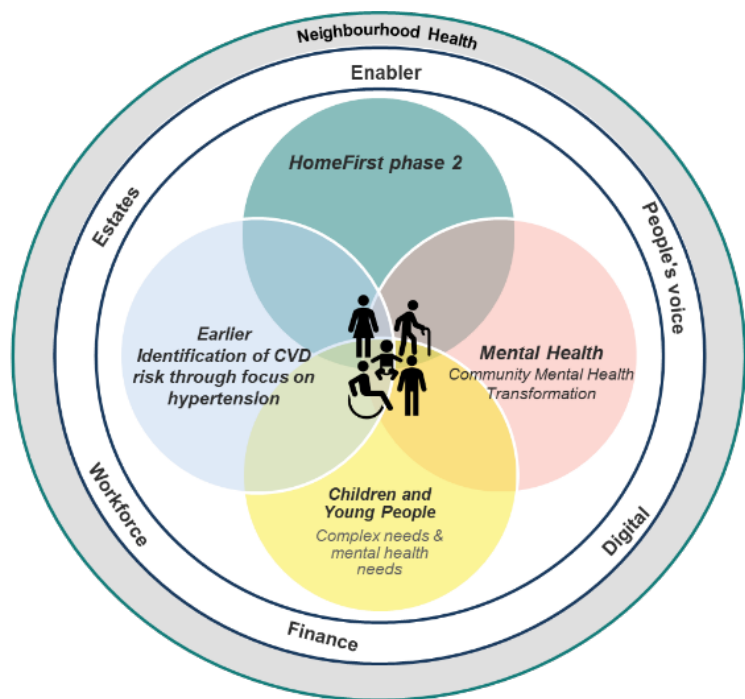 Neighbourhood Health
Enabler
HomeFirst phase 2
Estates
People's voice
Earlier
Identification of CVD
risk through focus on
hypertension
Mental Health
Community Mental Health
Transformation
Children and
Young People
Complex needs &
mental health
needs
Workforce
Digital
Finance